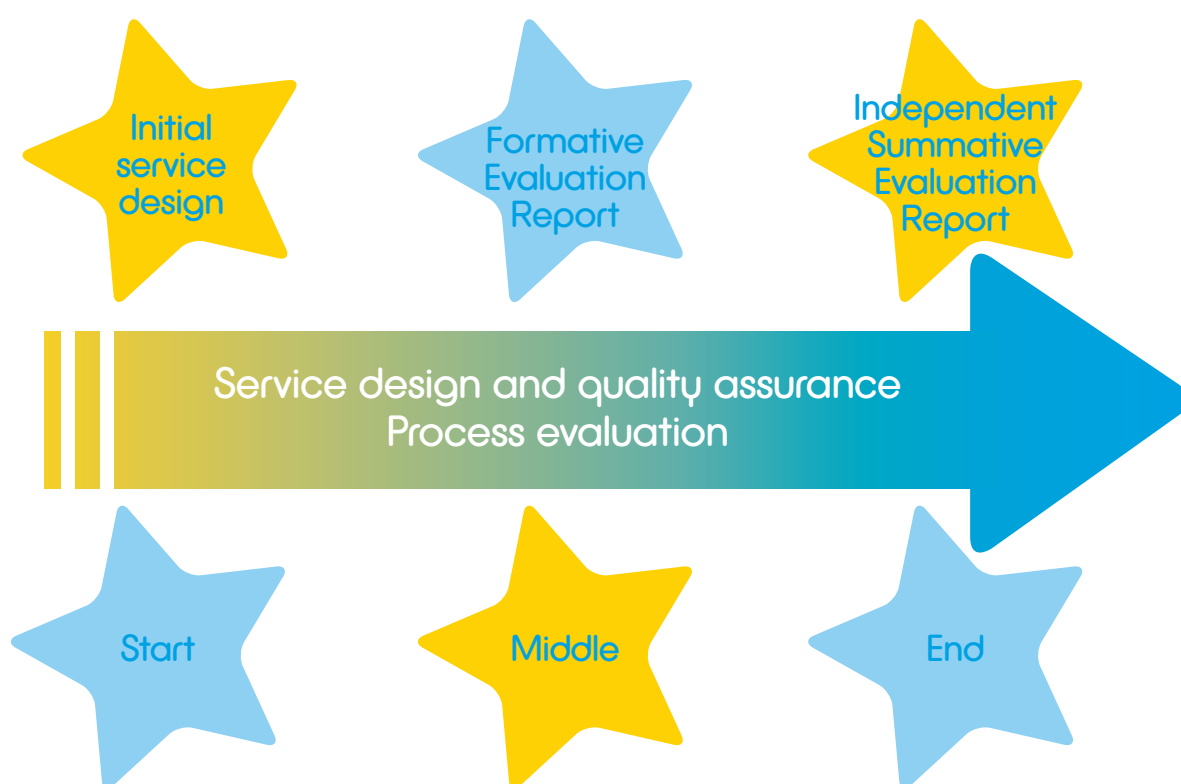 Initial
service
design
Formative
Evaluation
Report
Independent
Summative
Evaluation
Report
Service design and quality assurance
Process evaluation
Start
Middle
End